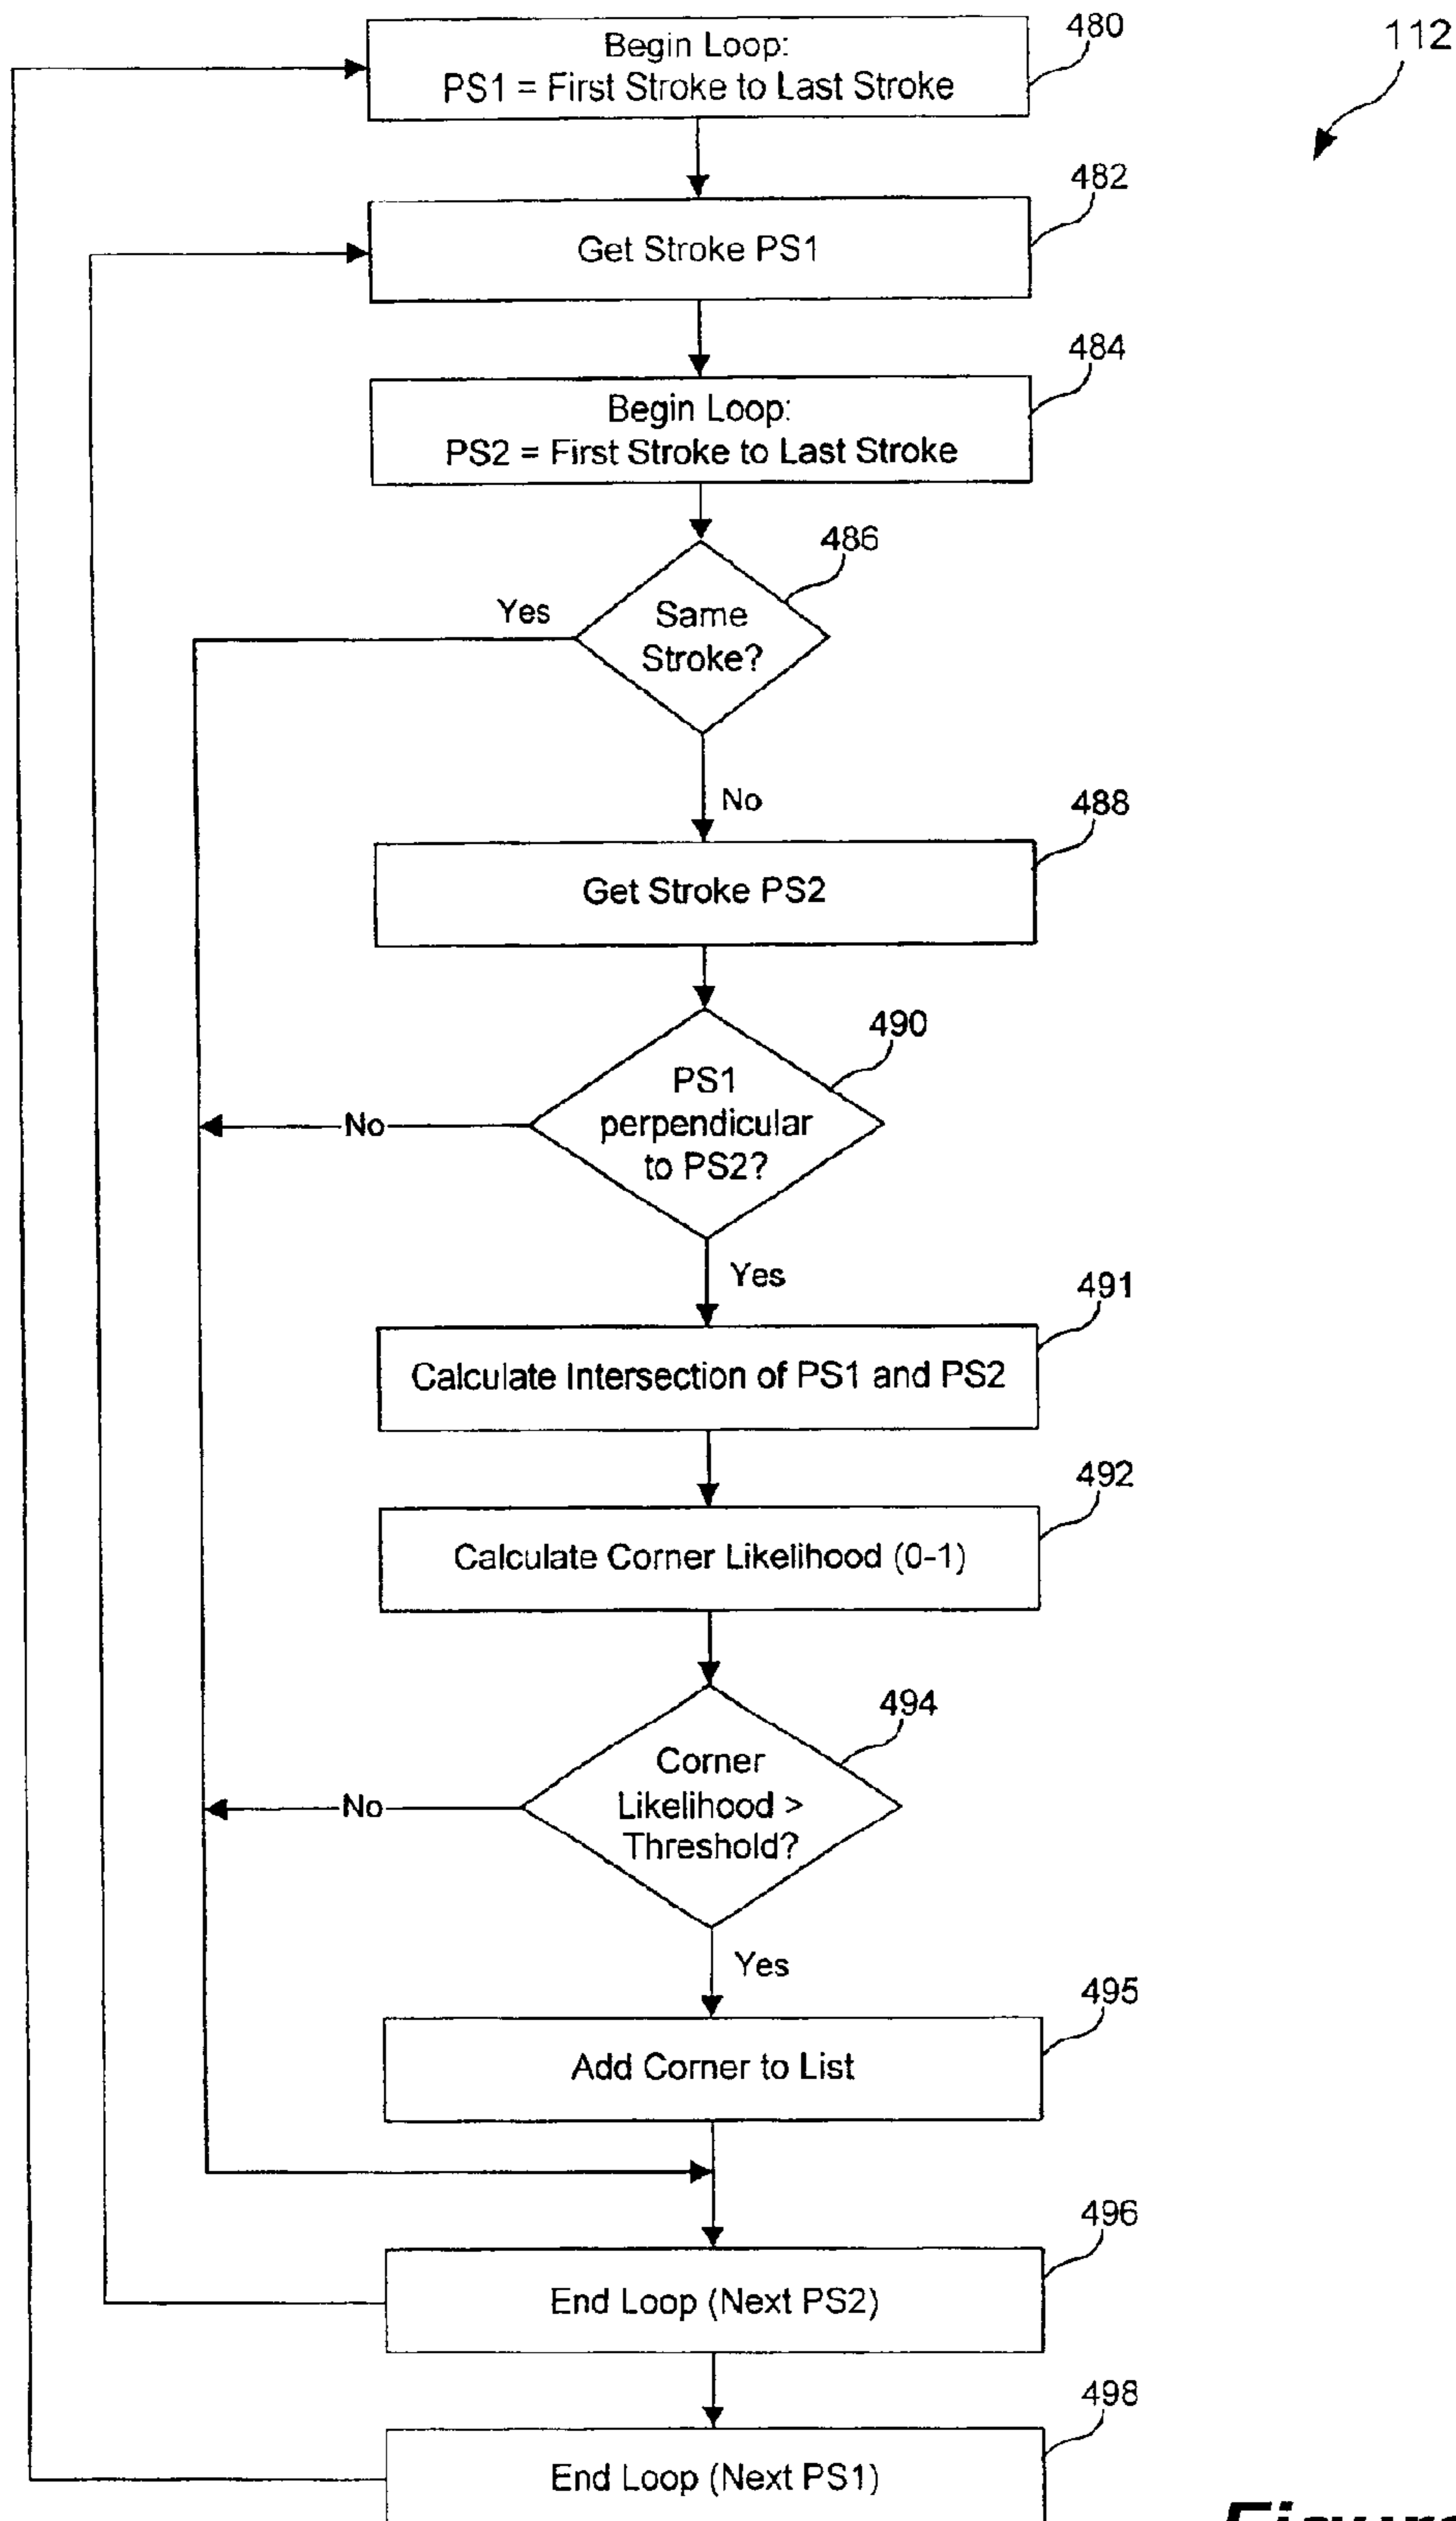 Begin Loop:
PS1 = First Stroke to Last Stroke
480
112
482
Get Stroke PS1
484
Begin Loop:
PS2 = First Stroke to Last Stroke
486
Yes
Same
Stroke?
No
488
Get Stroke PS2
490
PS1
perpendicular
to PS2?
No
Yes
491
Calculate Intersection of PS1 and PS2
492
Calculate Corner Likelihood (0-1)
494
Corner
Likelihood >
Threshold?
No
Yes
495
Add Corner to List
496
End Loop (Next PS2)
498
End Loop (Next PS1)
Figure